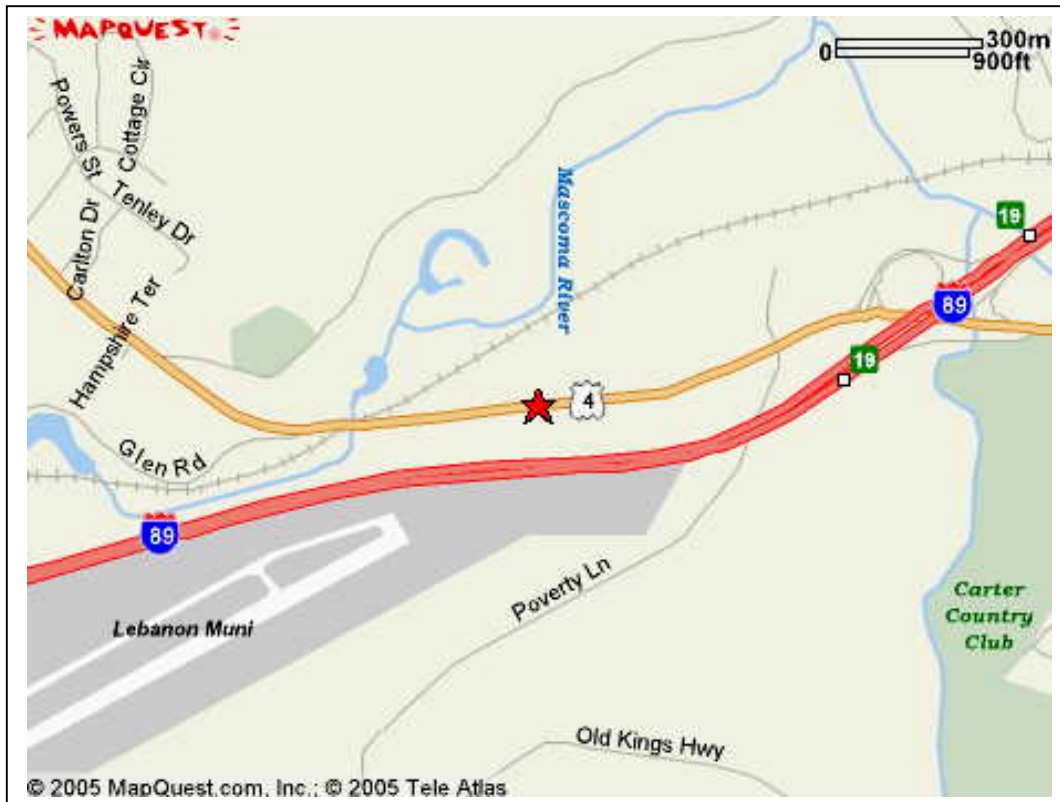 MAPQUEST
300m
0
900ft
Powers St
Cottage Cir
Tenley Dr
Carlton Dr
Hampshire Ter
Mascoma River
19
89
19
4
Glen Rd
89
Poverty Ln
Lebanon Muni
Carter
Country
Club
Old Kings Hwy
© 2005 MapQuest.com, Inc.; © 2005 Tele Atlas